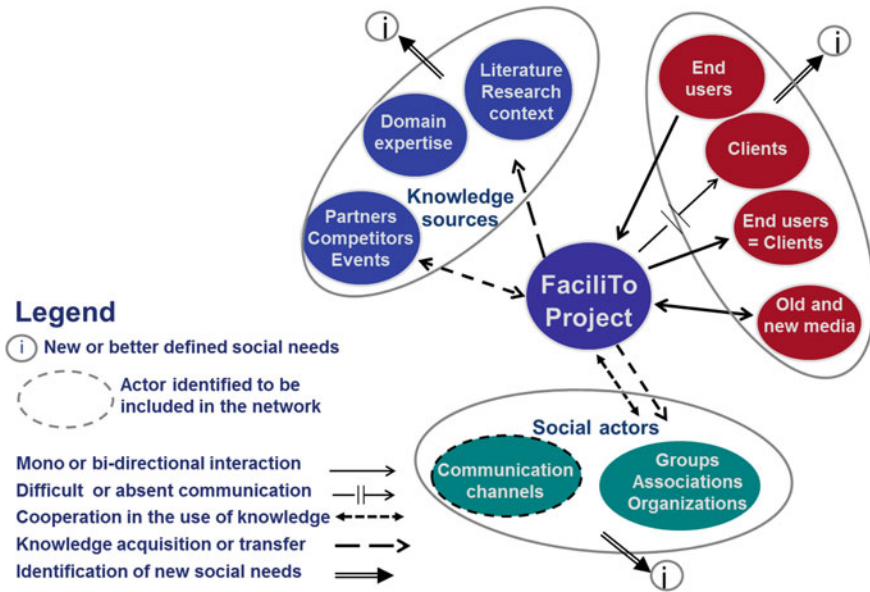 i
Literature
Research
context
Domain
expertise
Partners
Competitors
Events
Knowledge
sources
i
End
users
Clients
End users
= Clients
Old and
new media
FaciliTo
Project
Social actors
Communication
channels
Groups
Associations
Organizations
i
Legend
i New or better defined social needs
Actor identified to be
included in the network
Mono or bi-directional interaction
Difficult or absent communication
Cooperation in the use of knowledge
Knowledge acquisition or transfer
Identification of new social needs